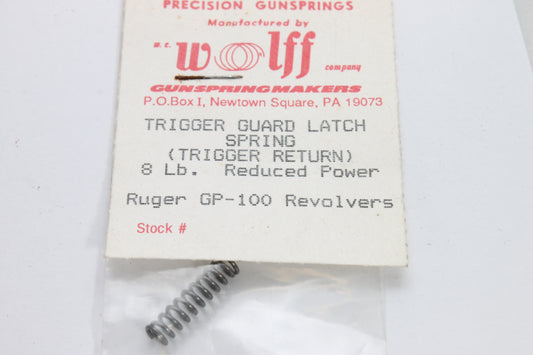 PRECISION GUNSPRINGS
Manufactured by
W.C.
wolff
company
GUNSPRINGMAKERS
P.O.Box I, Newtown Square, PA 19073
TRIGGER GUARD LATCH
SPRING
(TRIGGER RETURN)
8 Lb. Reduced Power
Ruger GP-100 Revolvers
Stock #